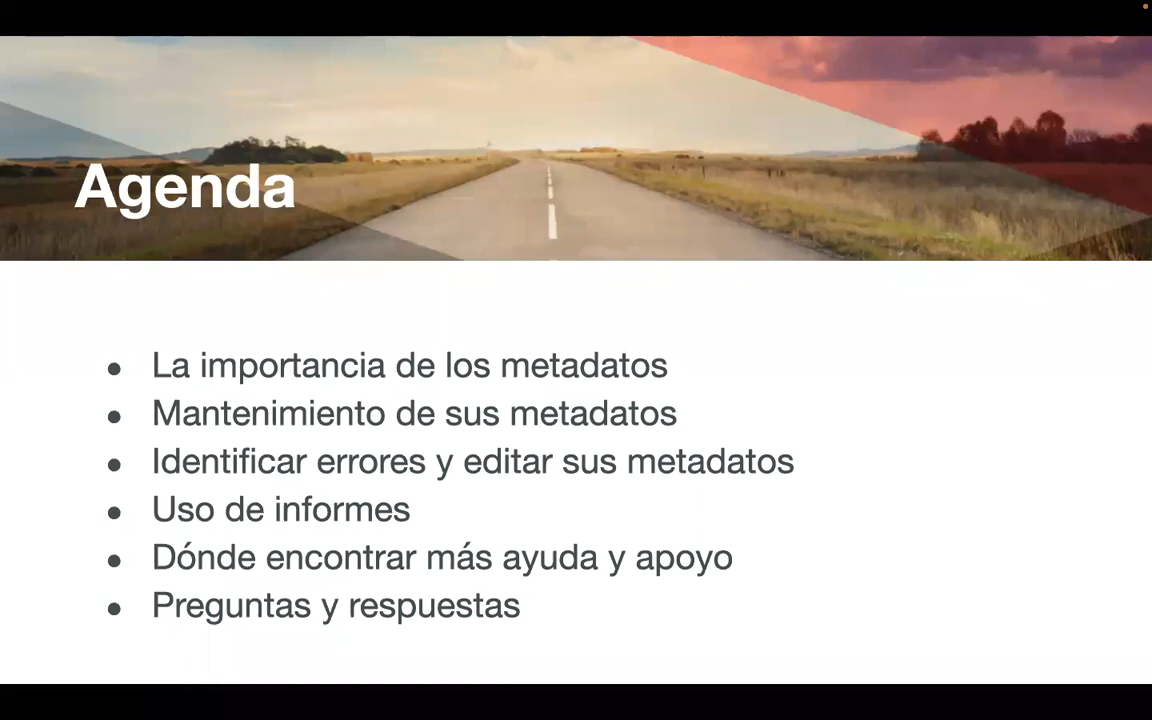 Agenda
● La importancia de los metadatos
● Mantenimiento de sus metadatos
● Identificar errores y editar sus metadatos
● Uso de informes
● Dónde encontrar más ayuda y apoyo
● Preguntas y respuestas